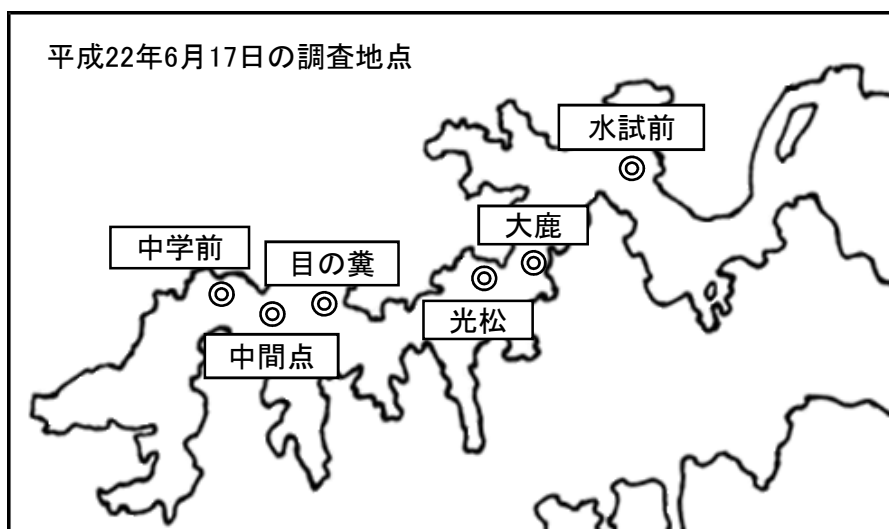 平成22年6月17日の調査地点
水試前
大鹿
中学前
目の糞
光松
中間点